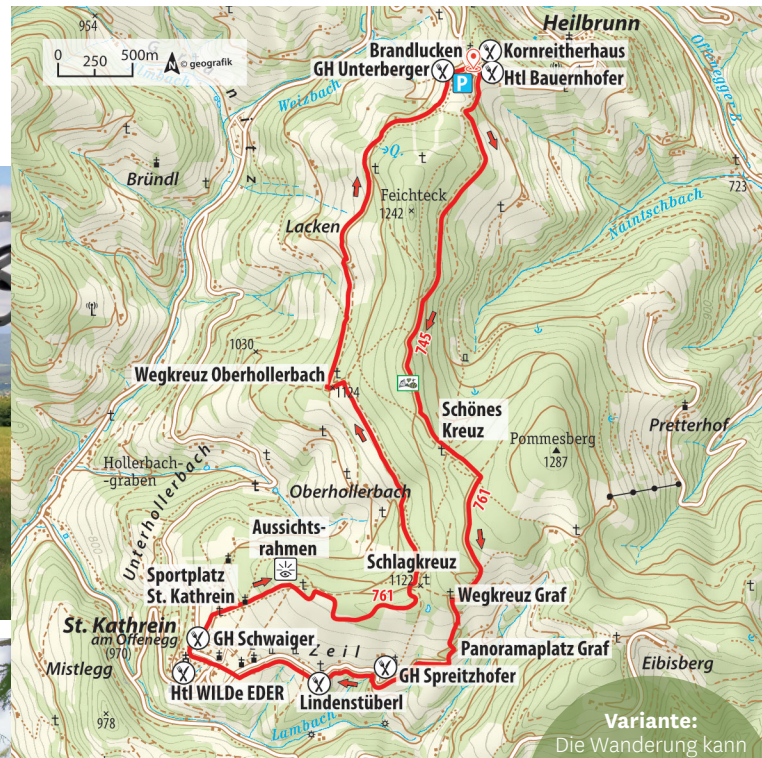 954
Heilbrunn
0 250 500m © geografik
Brandlucken
Kornreitherhaus
GH Unterberger
P
Htl Bauernhofer
Weizbach
Offenegger B.
Bründl
Qe.
723
Feichteck
1242
Naintschbach
Lacken
1030
745
Wegkreuz Oberhollerbach
1124
Schönes
Kreuz
Pretterhof
Pommesberg
1287
Hollerbach-
-graben
Unterhollerbach
Oberhollerbach
761
800
Aussichts-
rahmen
Schlagkreuz
1122
Sportplatz
St. Kathrein
761
Wegkreuz Graf
St. Kathrein
am Offenegg
(970)
GH Schwaiger
Zeil
Panoramaplatz Graf
Mistlegg
GH Spreitzhofer
Eibisberg
Htl WILDe EDER
Lindenstüberl
978
Lambach
Variante:
Die Wanderung kann